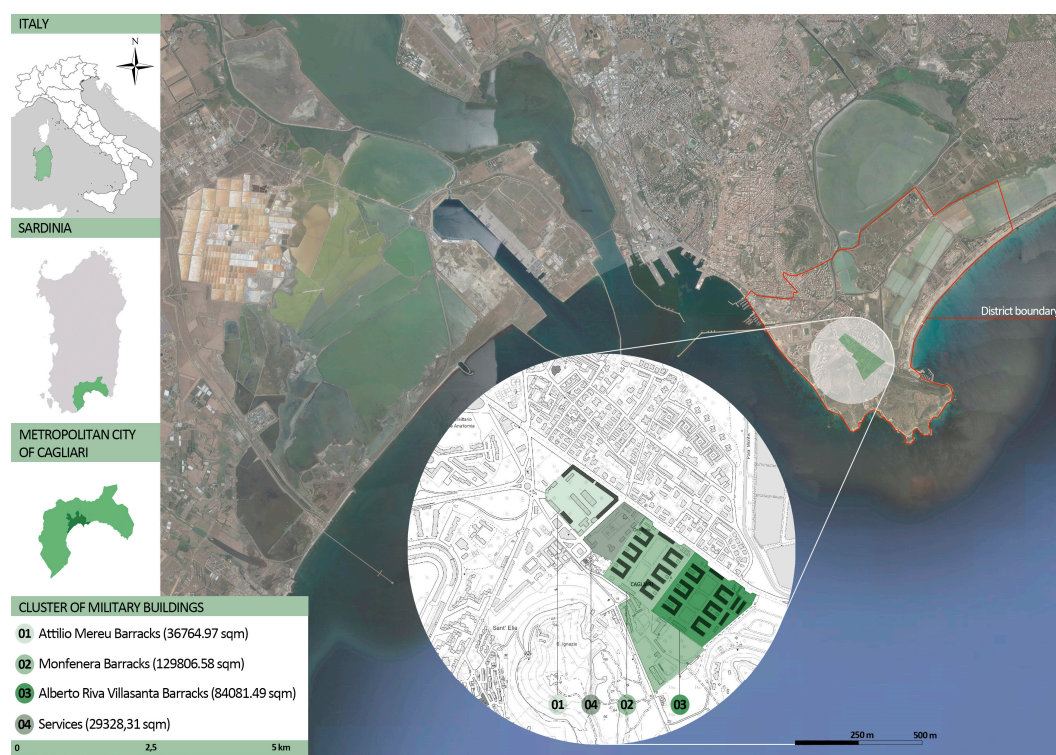 ITALY
N
SARDINIA
METROPOLITAN CITY
OF CAGLIARI
District boundary
CAGLIARI
Sant' Elia
S. Ignazio
01
04
02
03
CLUSTER OF MILITARY BUILDINGS
01 Attilio Mereu Barracks (36764.97 sqm)
02 Monfenera Barracks (129806.58 sqm)
03 Alberto Riva Villasanta Barracks (84081.49 sqm)
04 Services (29328,31 sqm)
0 2,5 5 km
250 m 500 m